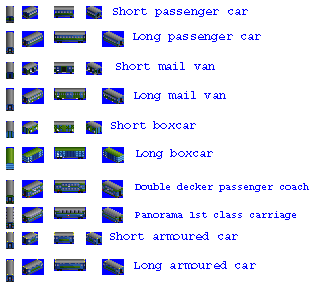 Short passenger car
Long passenger car
Short mail van
Long mail van
Short boxcar
Long boxcar
Double decker passenger coach
Panorama 1st class carriage
Short armoured car
Long armoured car